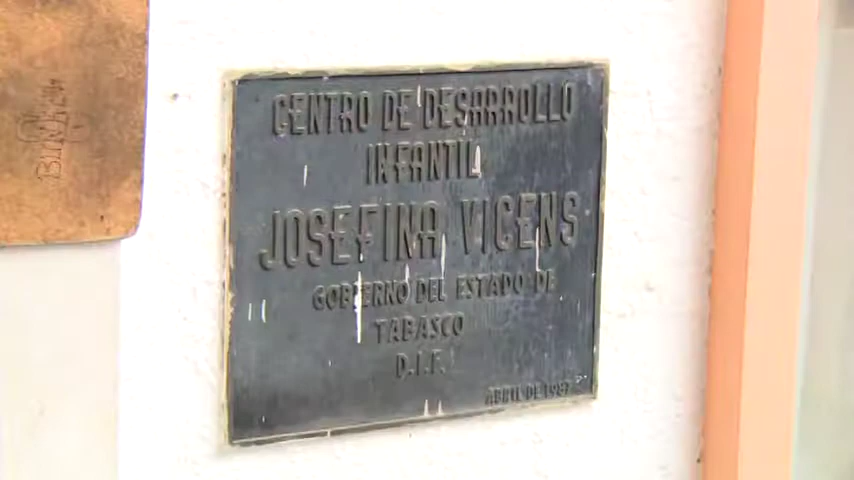 CENTRO DE DESARROLLO
INFANTIL
JOSEFINA VICENS
GOBIERNO DEL ESTADO DE
TABASCO
D.I.F.
ABRIL DE 1987